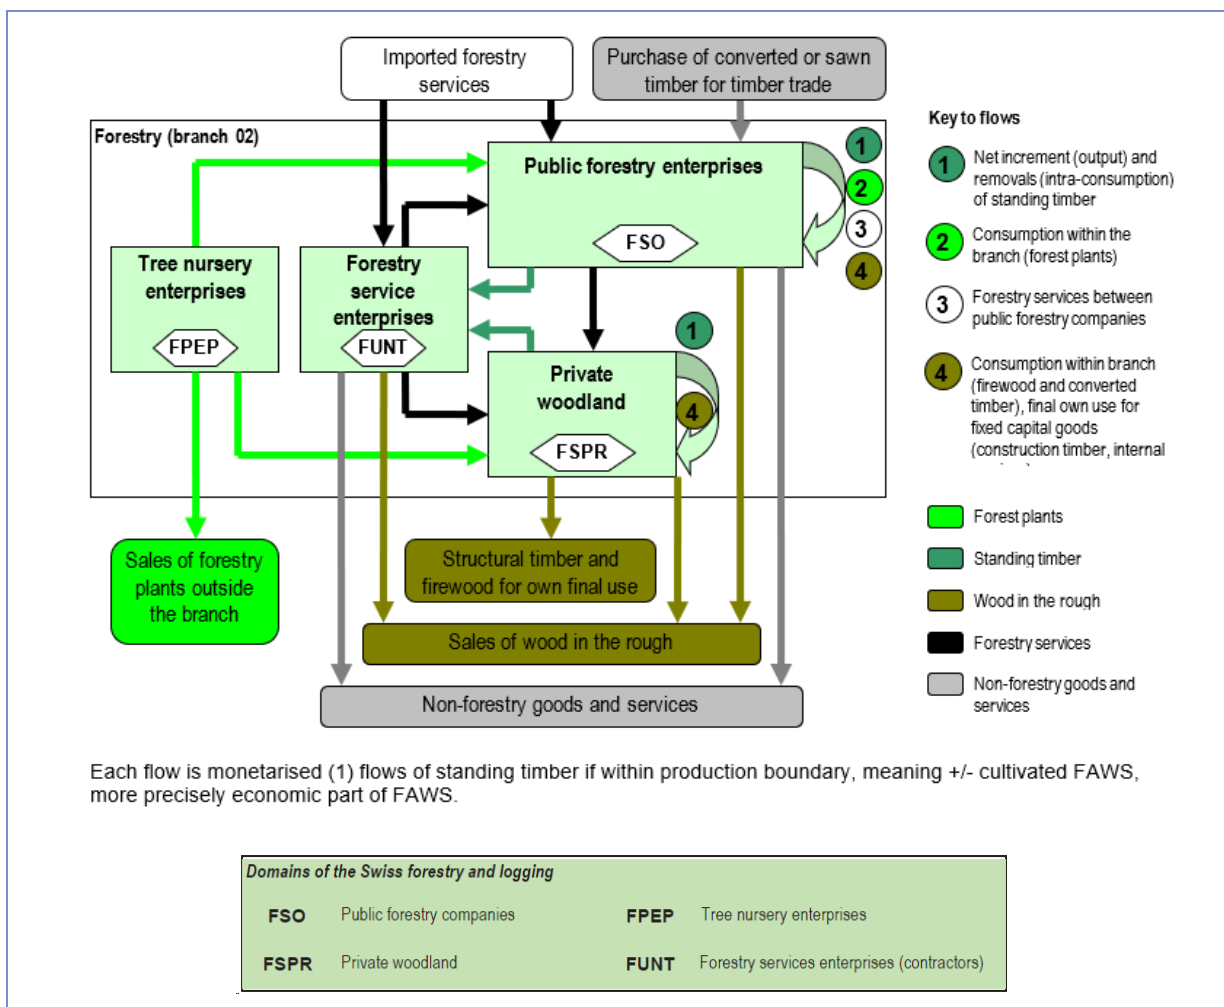 Imported forestry
services
Purchase of converted or sawn
timber for timber trade
Forestry (branch 02)
Public forestry enterprises
FSO
Tree nursery
enterprises
FPEP
Forestry
service
enterprises
FUNT
Private
woodland
FSPR
1
2
3
4
1
4
Sales of forestry
plants outside
the branch
Structural timber and
firewood for own final use
Sales of wood in the rough
Non-forestry goods and services
Key to flows
1
Net increment (output) and
removals (intra-consumption)
of standing timber
2
Consumption within the
branch (forest plants)
3
Forestry services between
public forestry companies
4
Consumption within branch
(firewood and converted
timber), final own use for
fixed capital goods
(construction timber, internal
Forest plants
Standing timber
Wood in the rough
Forestry services
Non-forestry goods and
services
Each flow is monetarised (1) flows of standing timber if within production boundary, meaning +/- cultivated FAWS,
more precisely economic part of FAWS.
Domains of the Swiss forestry and logging
FSO Public forestry companies FPEP Tree nursery enterprises
FSPR Private woodland FUNT Forestry services enterprises (contractors)